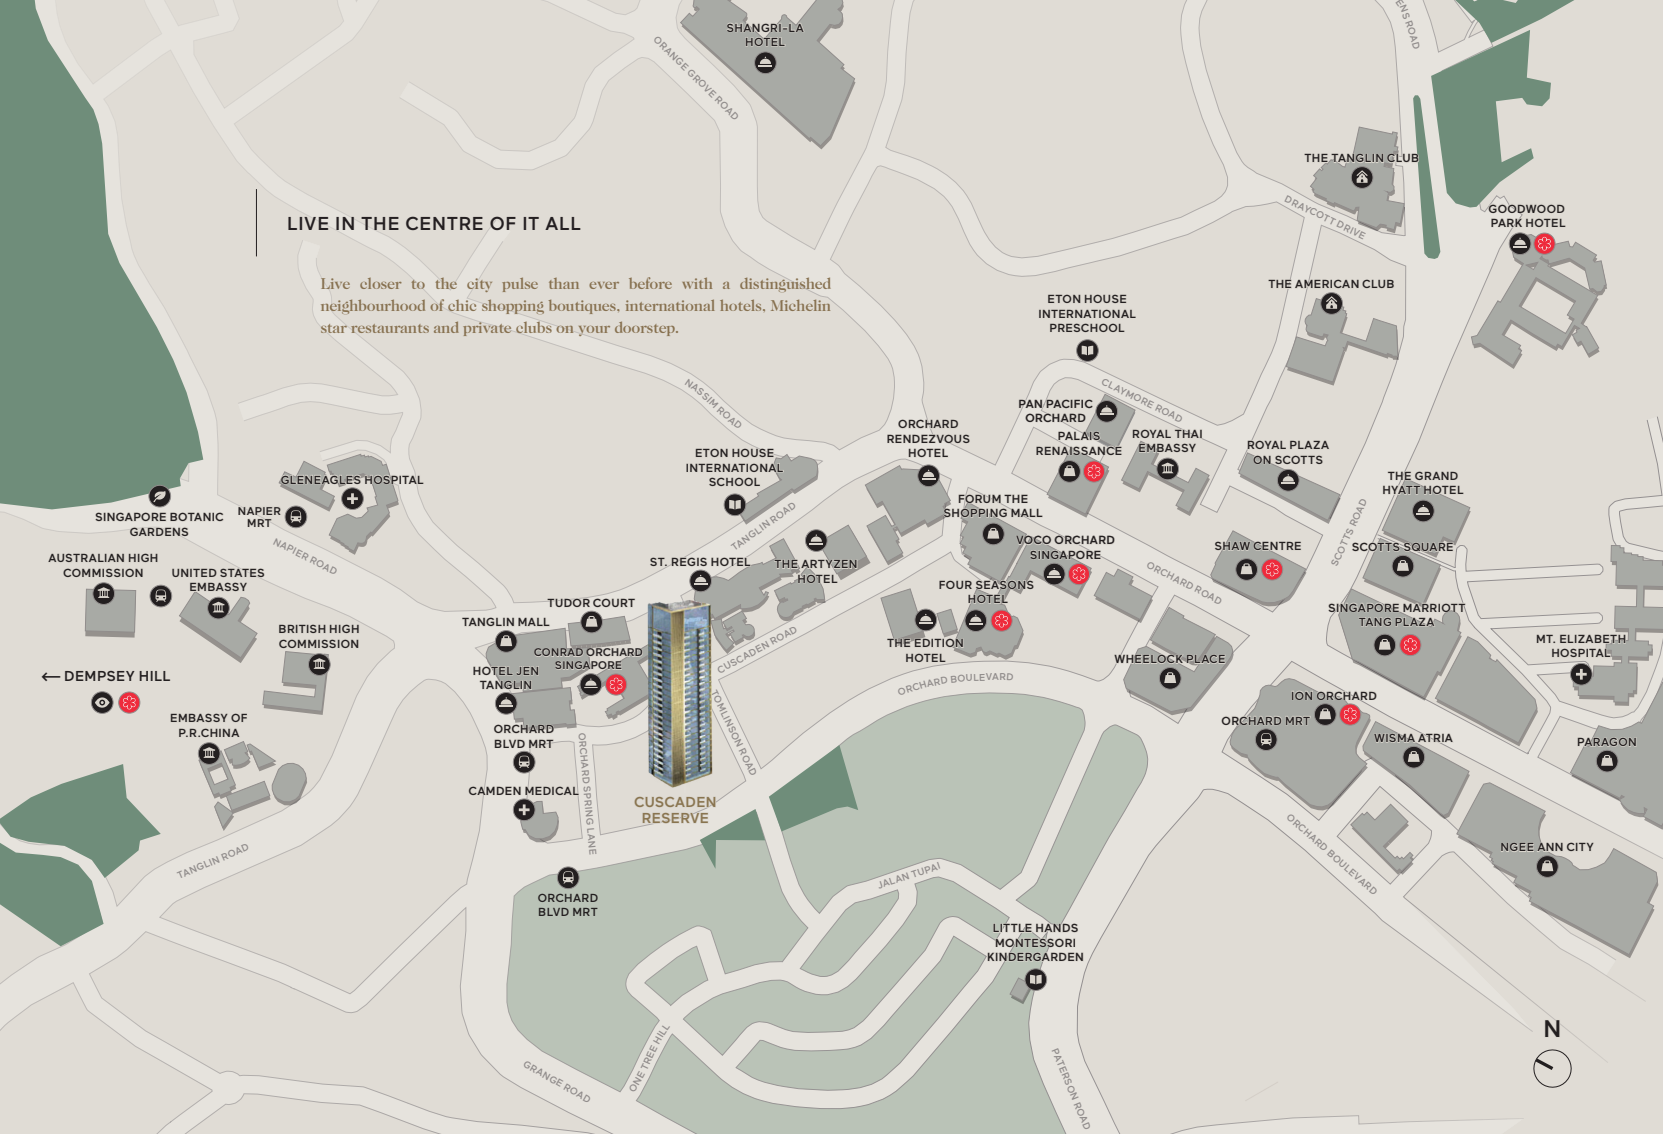 SHANGRI-LA
HOTEL
ORANGE GROVE ROAD
ENS ROAD
THE TANGLIN CLUB
DRAYCOTT DRIVE
GOODWOOD
PARK HOTEL
LIVE IN THE CENTRE OF IT ALL
Live closer to the city pulse than ever before with a distinguished
neighbourhood of chic shopping boutiques, international hotels, Michelin
star restaurants and private clubs on your doorstep.
THE AMERICAN CLUB
ETON HOUSE
INTERNATIONAL
PRESCHOOL
CLAYMORE ROAD
NASSIM ROAD
PAN PACIFIC
ORCHARD
ORCHARD
RENDEZVOUS
HOTEL
PALAIS
RENAISSANCE
ROYAL THAI
EMBASSY
ROYAL PLAZA
ON SCOTTS
ETON HOUSE
INTERNATIONAL
SCHOOL
THE GRAND
HYATT HOTEL
GLENEAGLES HOSPITAL
SINGAPORE BOTANIC
GARDENS
NAPIER
MRT
NAPIER ROAD
TANGLIN ROAD
FORUM THE
SHOPPING MALL
VOCO ORCHARD
SINGAPORE
ORCHARD ROAD
SHAW CENTRE
SCOTTS ROAD
SCOTTS SQUARE
AUSTRALIAN HIGH
COMMISSION
UNITED STATES
EMBASSY
ST. REGIS HOTEL
THE ARTYZEN
HOTEL
FOUR SEASONS
HOTEL
TUDOR COURT
TANGLIN MALL
SINGAPORE MARRIOTT
TANG PLAZA
BRITISH HIGH
COMMISSION
CUSCADEN ROAD
THE EDITION
HOTEL
MT. ELIZABETH
HOSPITAL
CONRAD ORCHARD
SINGAPORE
HOTEL JEN
TANGLIN
WHEELOCK PLACE
← DEMPSEY HILL
ORCHARD BOULEVARD
ION ORCHARD
EMBASSY OF
P.R.CHINA
TOMLINSON ROAD
ORCHARD
BLVD MRT
ORCHARD SPRING LANE
ORCHARD MRT
WISMA ATRIA
PARAGON
CAMDEN MEDICAL
CUSCADEN
RESERVE
ORCHARD BOULEVARD
NGEE ANN CITY
TANGLIN ROAD
JALAN TUPAI
ORCHARD
BLVD MRT
LITTLE HANDS
MONTESSORI
KINDERGARDEN
ONE TREE HILL
GRANGE ROAD
PATERSON ROAD
N